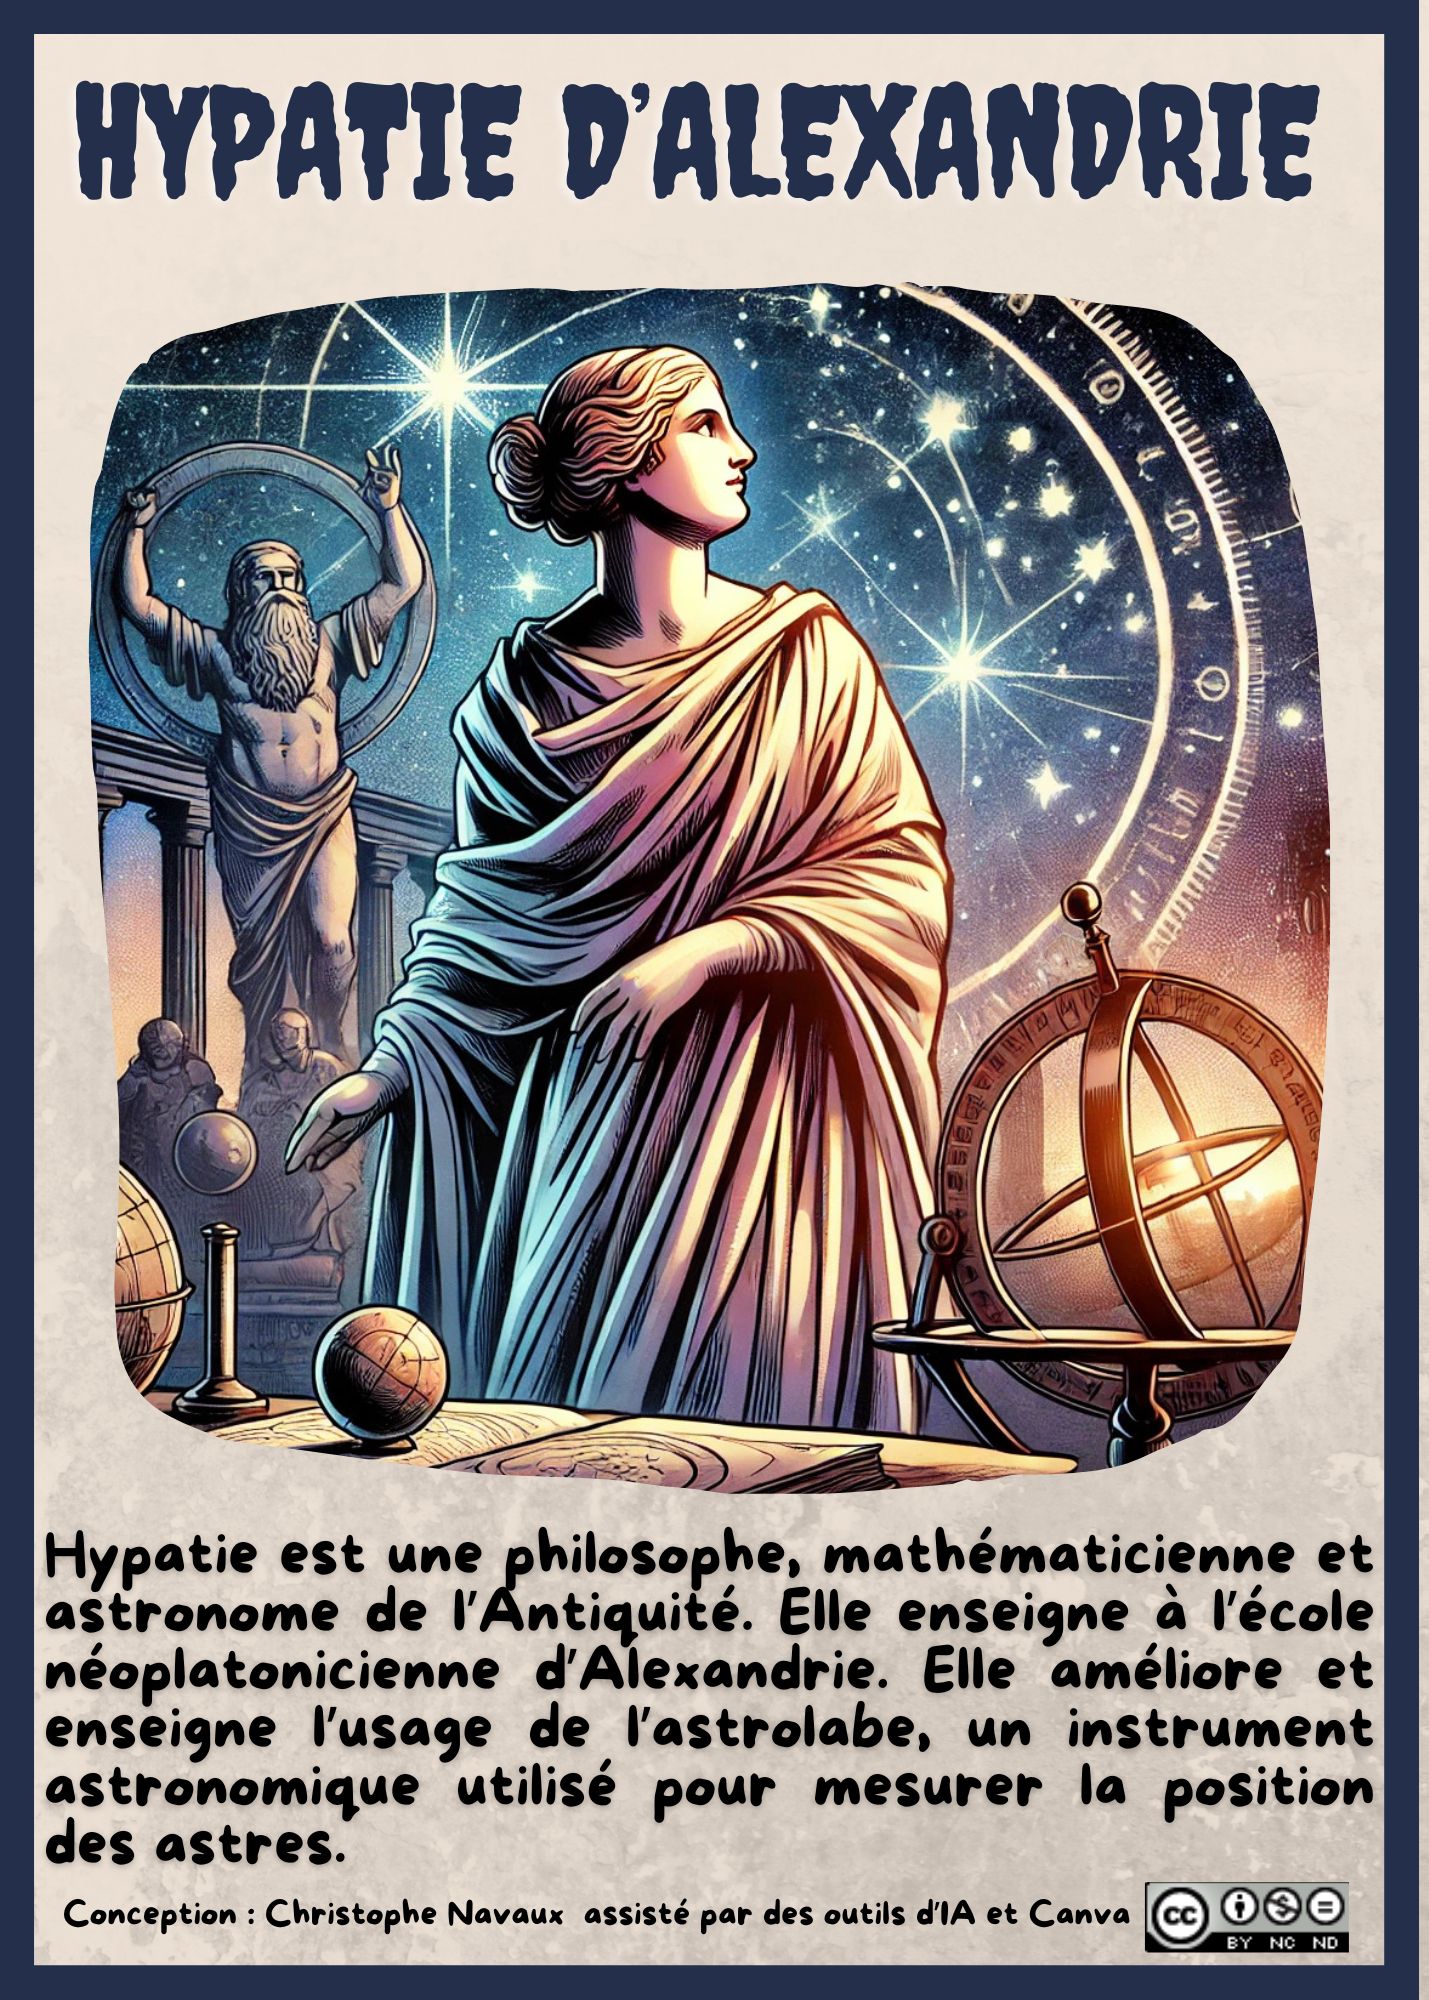 HYPATIE D'ALEXANDRIE
Hypatie est une philosophe, mathématicienne et
astronome de l'Antiquité. Elle enseigne à l'école
néoplatonicienne d'Alexandrie. Elle améliore et
enseigne l'usage de l'astrolabe, un instrument
astronomique utilisé pour mesurer la position
des astres.
Conception : Christophe Navaux assisté par des outils d'IA et Canva
cc
BY NC ND